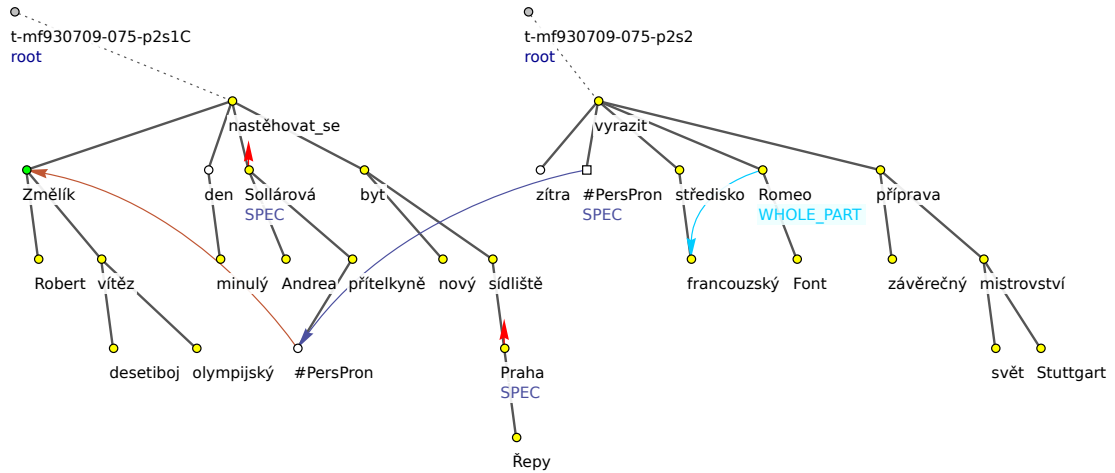 t-mf930709-075-p2s1C
root
t-mf930709-075-p2s2
root
nastěhovat_se
vyrazit
Změlík
den
Sollárová
SPEC
byt
zítra
#PersPron
SPEC
středisko
Romeo
WHOLE_PART
příprava
Robert
vítěz
minulý
Andrea
přítelkyně
nový
sídliště
francouzský
Font
závěrečný
mistrovství
desetiboj
olympijský
#PersPron
Praha
SPEC
svět
Stuttgart
Řepy